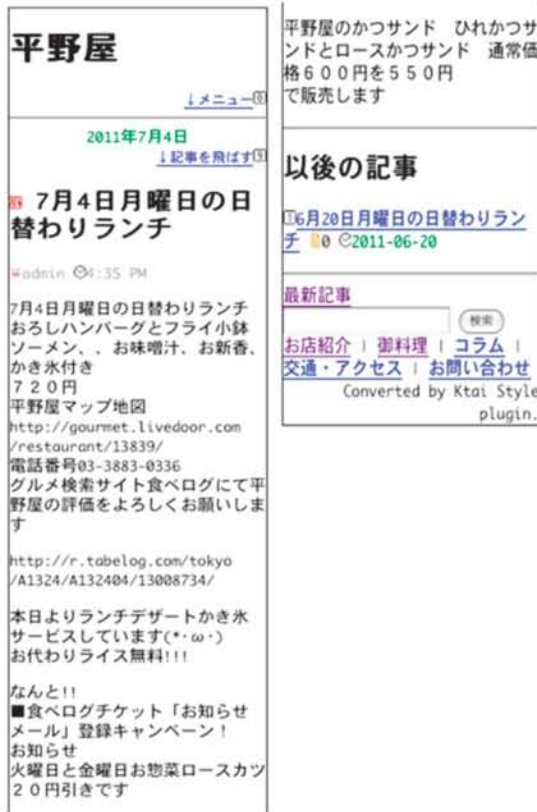 平野屋
↓メニュー0
2011年7月4日
↓記事を飛ばす9
7月4日月曜日の日
替わりランチ
admin 4:35 PM
7月4日月曜日の日替わりランチ
おろしハンバーグとフライ小鉢
ソーメン、、お味噌汁、お新香、
かき氷付き
７２０円
平野屋マップ地図
http://gourmet.livedoor.com
/restaurant/13839/
電話番号03-3883-0336
グルメ検索サイト食べログにて平
野屋の評価をよろしくお願いしま
す
http://r.tabelog.com/tokyo
/A1324/A132404/13008734/
本日よりランチデザートかき氷
サービスしています(*･ω･)
お代わりライス無料!!!
なんと!!
■食べログチケット「お知らせ
メール」登録キャンペーン！
お知らせ
火曜日と金曜日お惣菜ロースカツ
２０円引きです
平野屋のかつサンド　ひれかつサ
ンドとロースかつサンド　通常価
格６００円を５５０円
で販売します
以後の記事
16月20日月曜日の日替わりラン
チ 0 2011-06-20
最新記事
検索
お店紹介 | 御料理 | コラム |
交通・アクセス | お問い合わせ
Converted by Ktai Style
plugin.